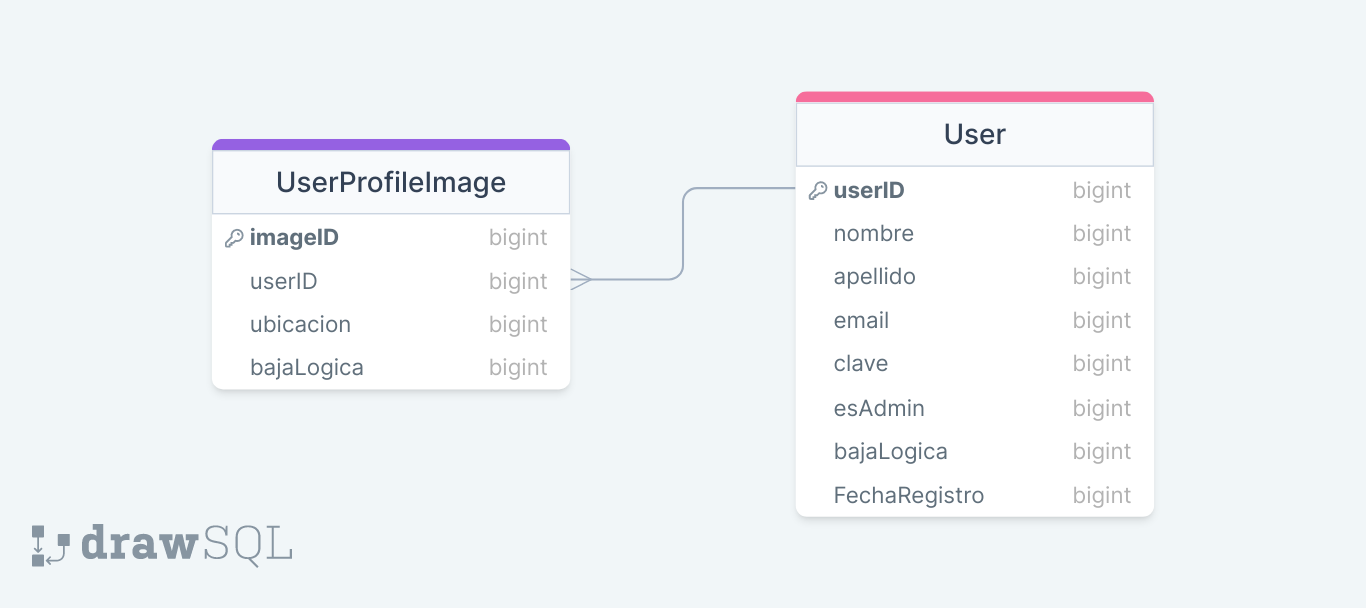 UserProfileImage
imageID bigint
userID bigint
ubicacion bigint
bajaLogica bigint
User
userID bigint
nombre bigint
apellido bigint
email bigint
clave bigint
esAdmin bigint
bajaLogica bigint
FechaRegistro bigint
drawSQL